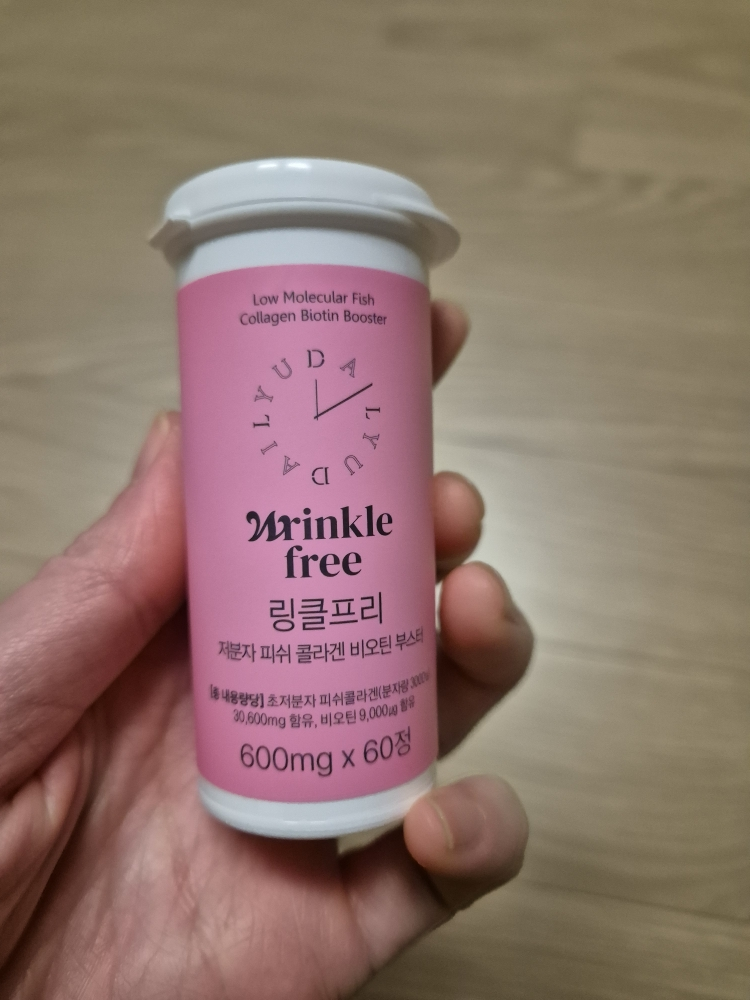 Low Molecular Fish
Collagen Biotin Booster
DAILYUDAILYU
Wrinkle
free
링클프리
저분자 피쉬 콜라겐 비오틴 부스터
[총 내용량당] 초저분자 피쉬콜라겐(분자량 300Da)
30,600mg 함유, 비오틴 9,000㎍ 함유
600mg x 60정